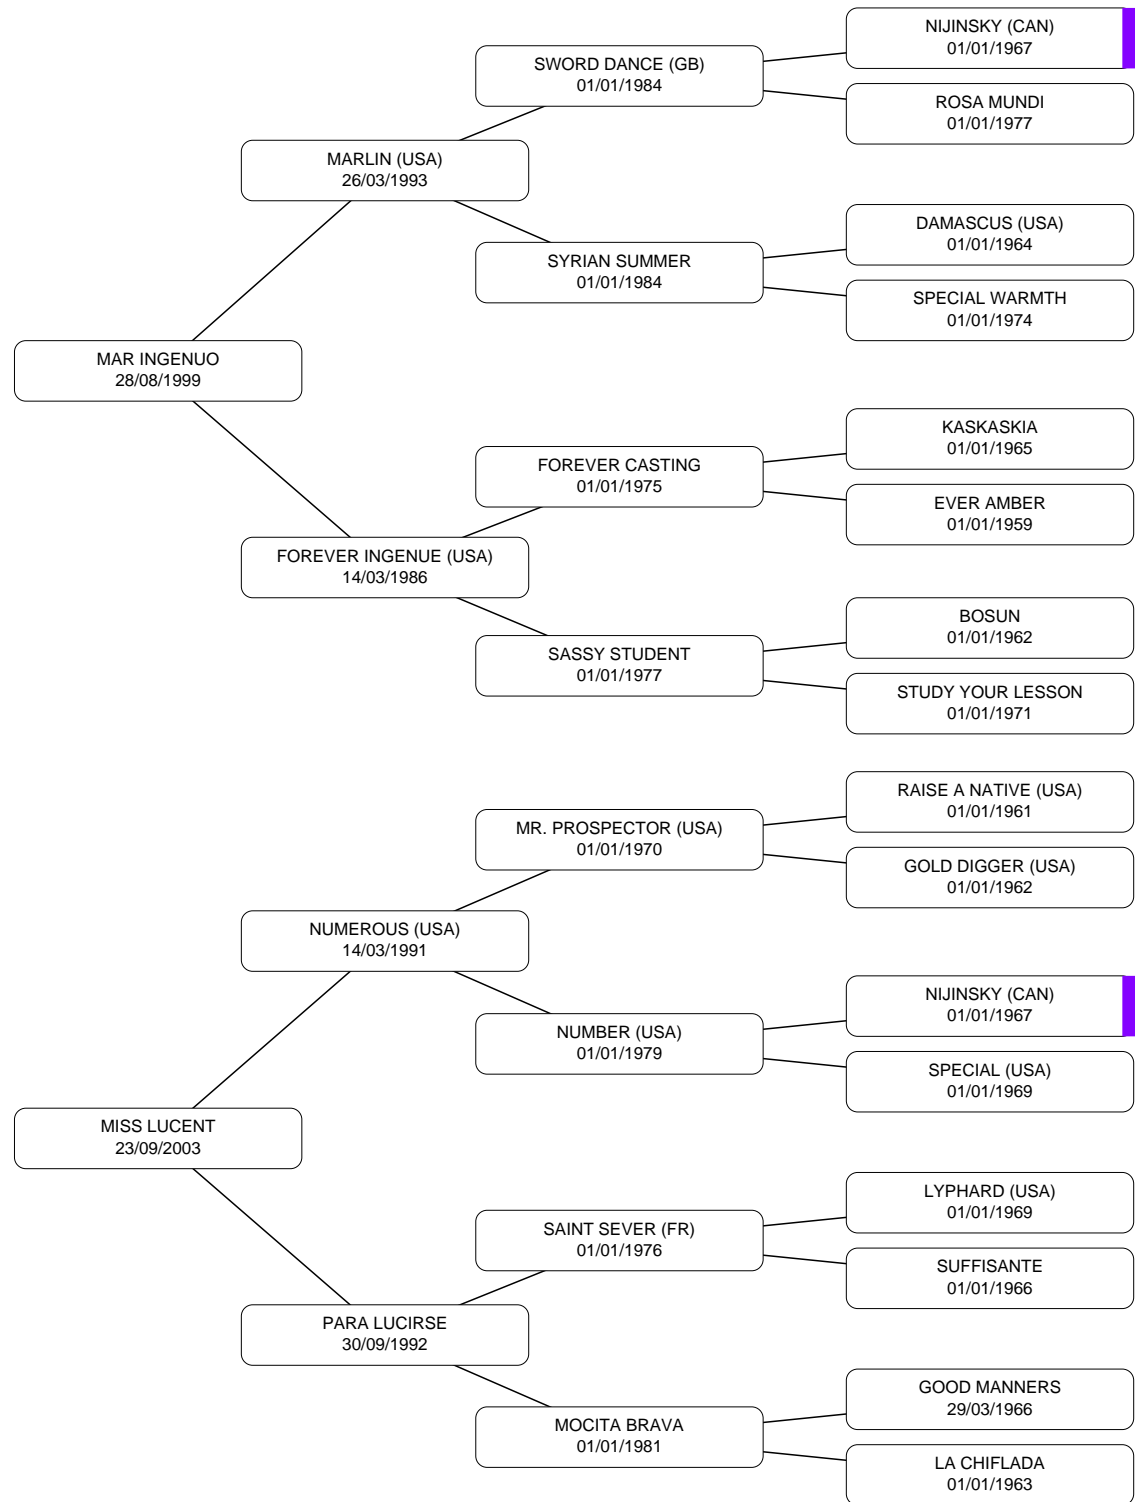 NIJINSKY (CAN)
01/01/1967
SWORD DANCE (GB)
01/01/1984
ROSA MUNDI
01/01/1977
MARLIN (USA)
26/03/1993
DAMASCUS (USA)
01/01/1964
SYRIAN SUMMER
01/01/1984
SPECIAL WARMTH
01/01/1974
MAR INGENUO
28/08/1999
KASKASKIA
01/01/1965
FOREVER CASTING
01/01/1975
EVER AMBER
01/01/1959
FOREVER INGENUE (USA)
14/03/1986
BOSUN
01/01/1962
SASSY STUDENT
01/01/1977
STUDY YOUR LESSON
01/01/1971
RAISE A NATIVE (USA)
01/01/1961
MR. PROSPECTOR (USA)
01/01/1970
GOLD DIGGER (USA)
01/01/1962
NUMEROUS (USA)
14/03/1991
NIJINSKY (CAN)
01/01/1967
NUMBER (USA)
01/01/1979
SPECIAL (USA)
01/01/1969
MISS LUCENT
23/09/2003
LYPHARD (USA)
01/01/1969
SAINT SEVER (FR)
01/01/1976
SUFFISANTE
01/01/1966
PARA LUCIRSE
30/09/1992
GOOD MANNERS
29/03/1966
MOCITA BRAVA
01/01/1981
LA CHIFLADA
01/01/1963